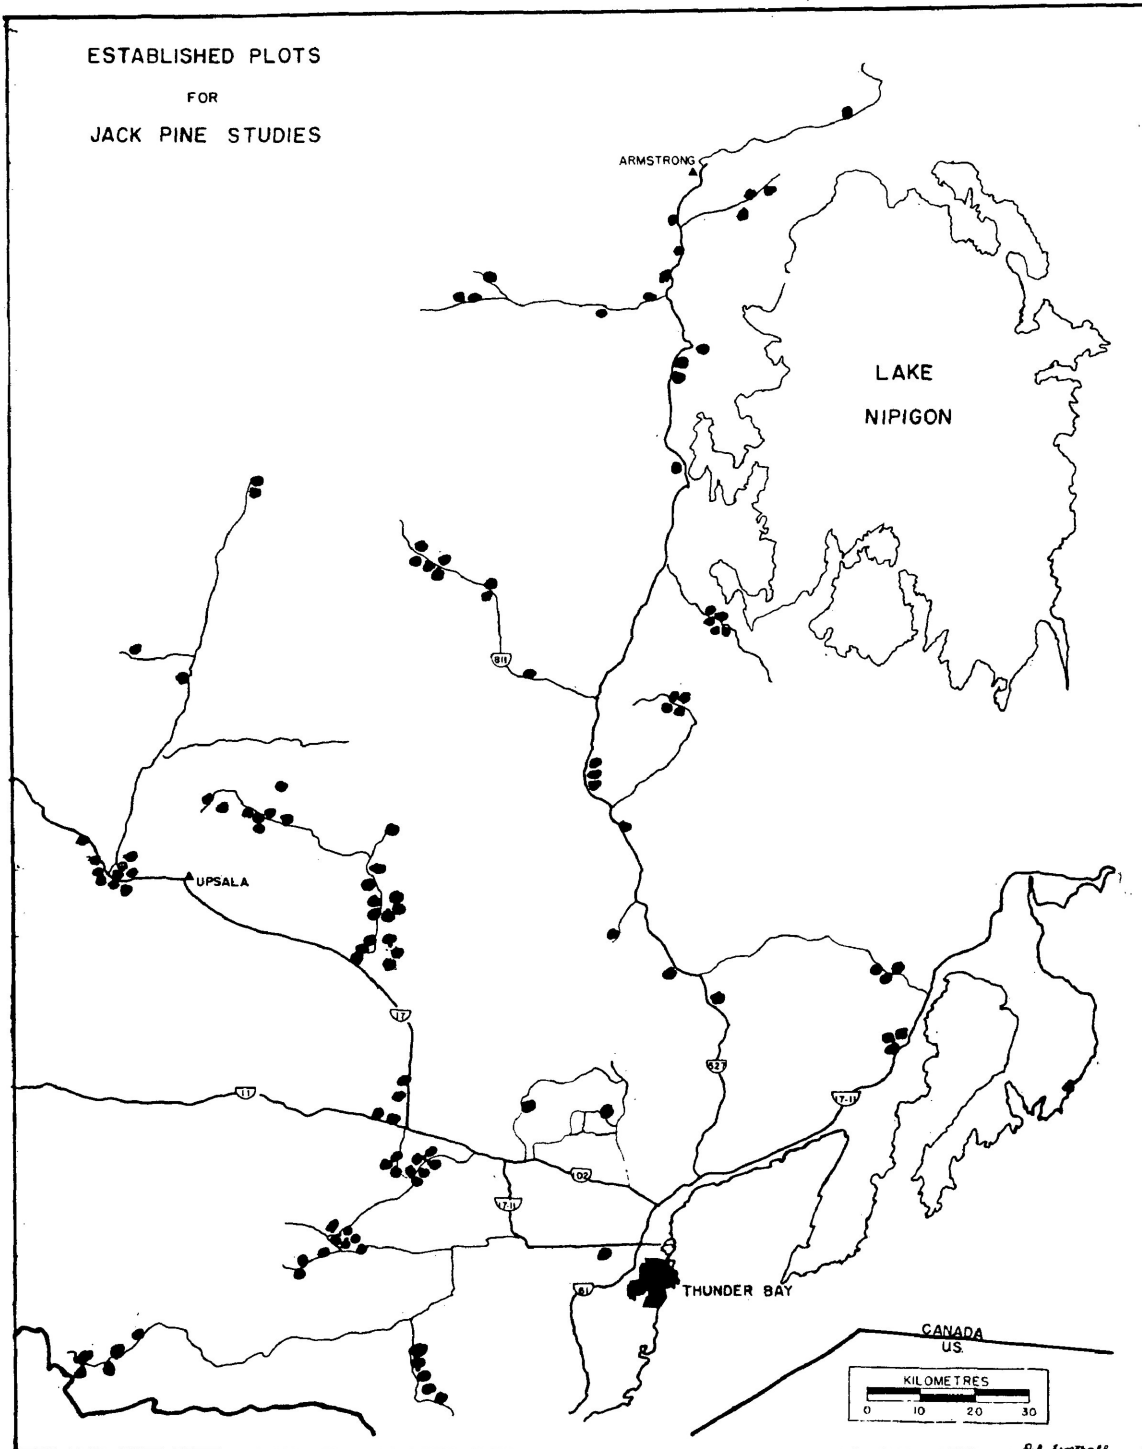 ESTABLISHED PLOTS
FOR
JACK PINE STUDIES
ARMSTRONG
LAKE
NIPIGON
811
UPSALA
17
11
527
17-11
102
17-11
61
THUNDER BAY
CANADA
U.S.
KILOMETRES
0 10 20 30